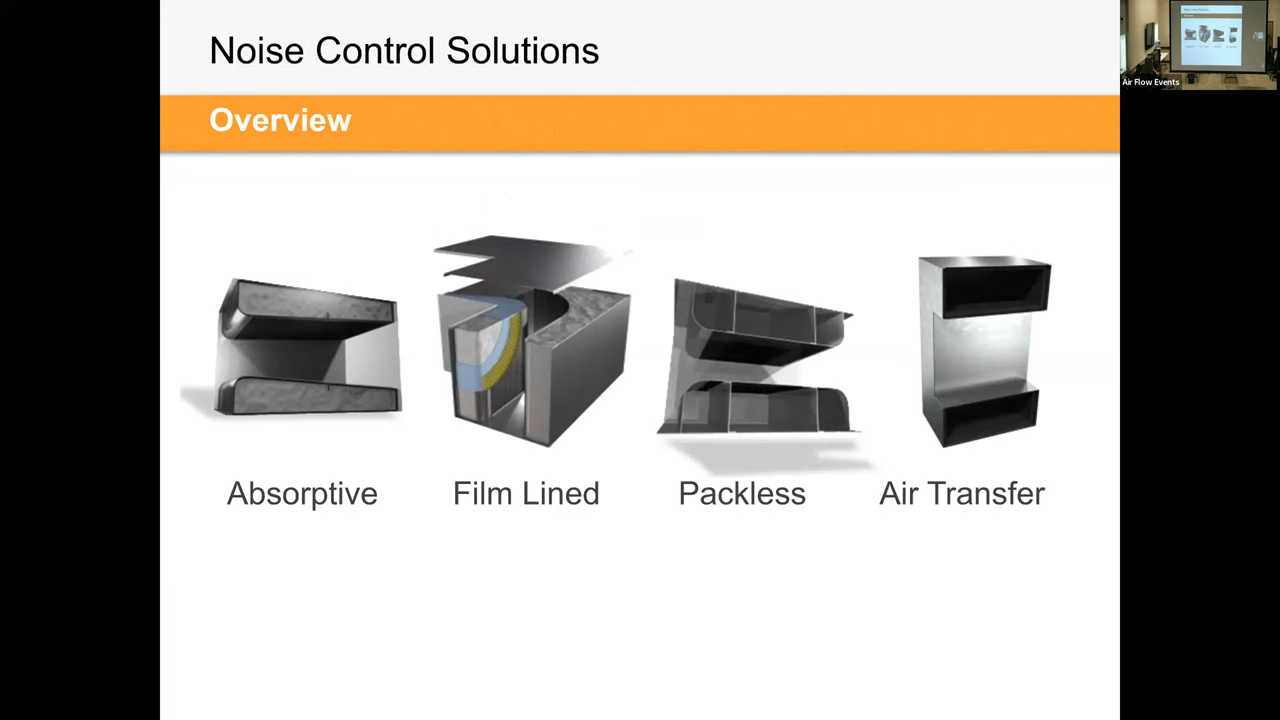 Noise Control Solutions
Overview
Absorptive
Film Lined
Packless
Air Transfer
Air Flow Events